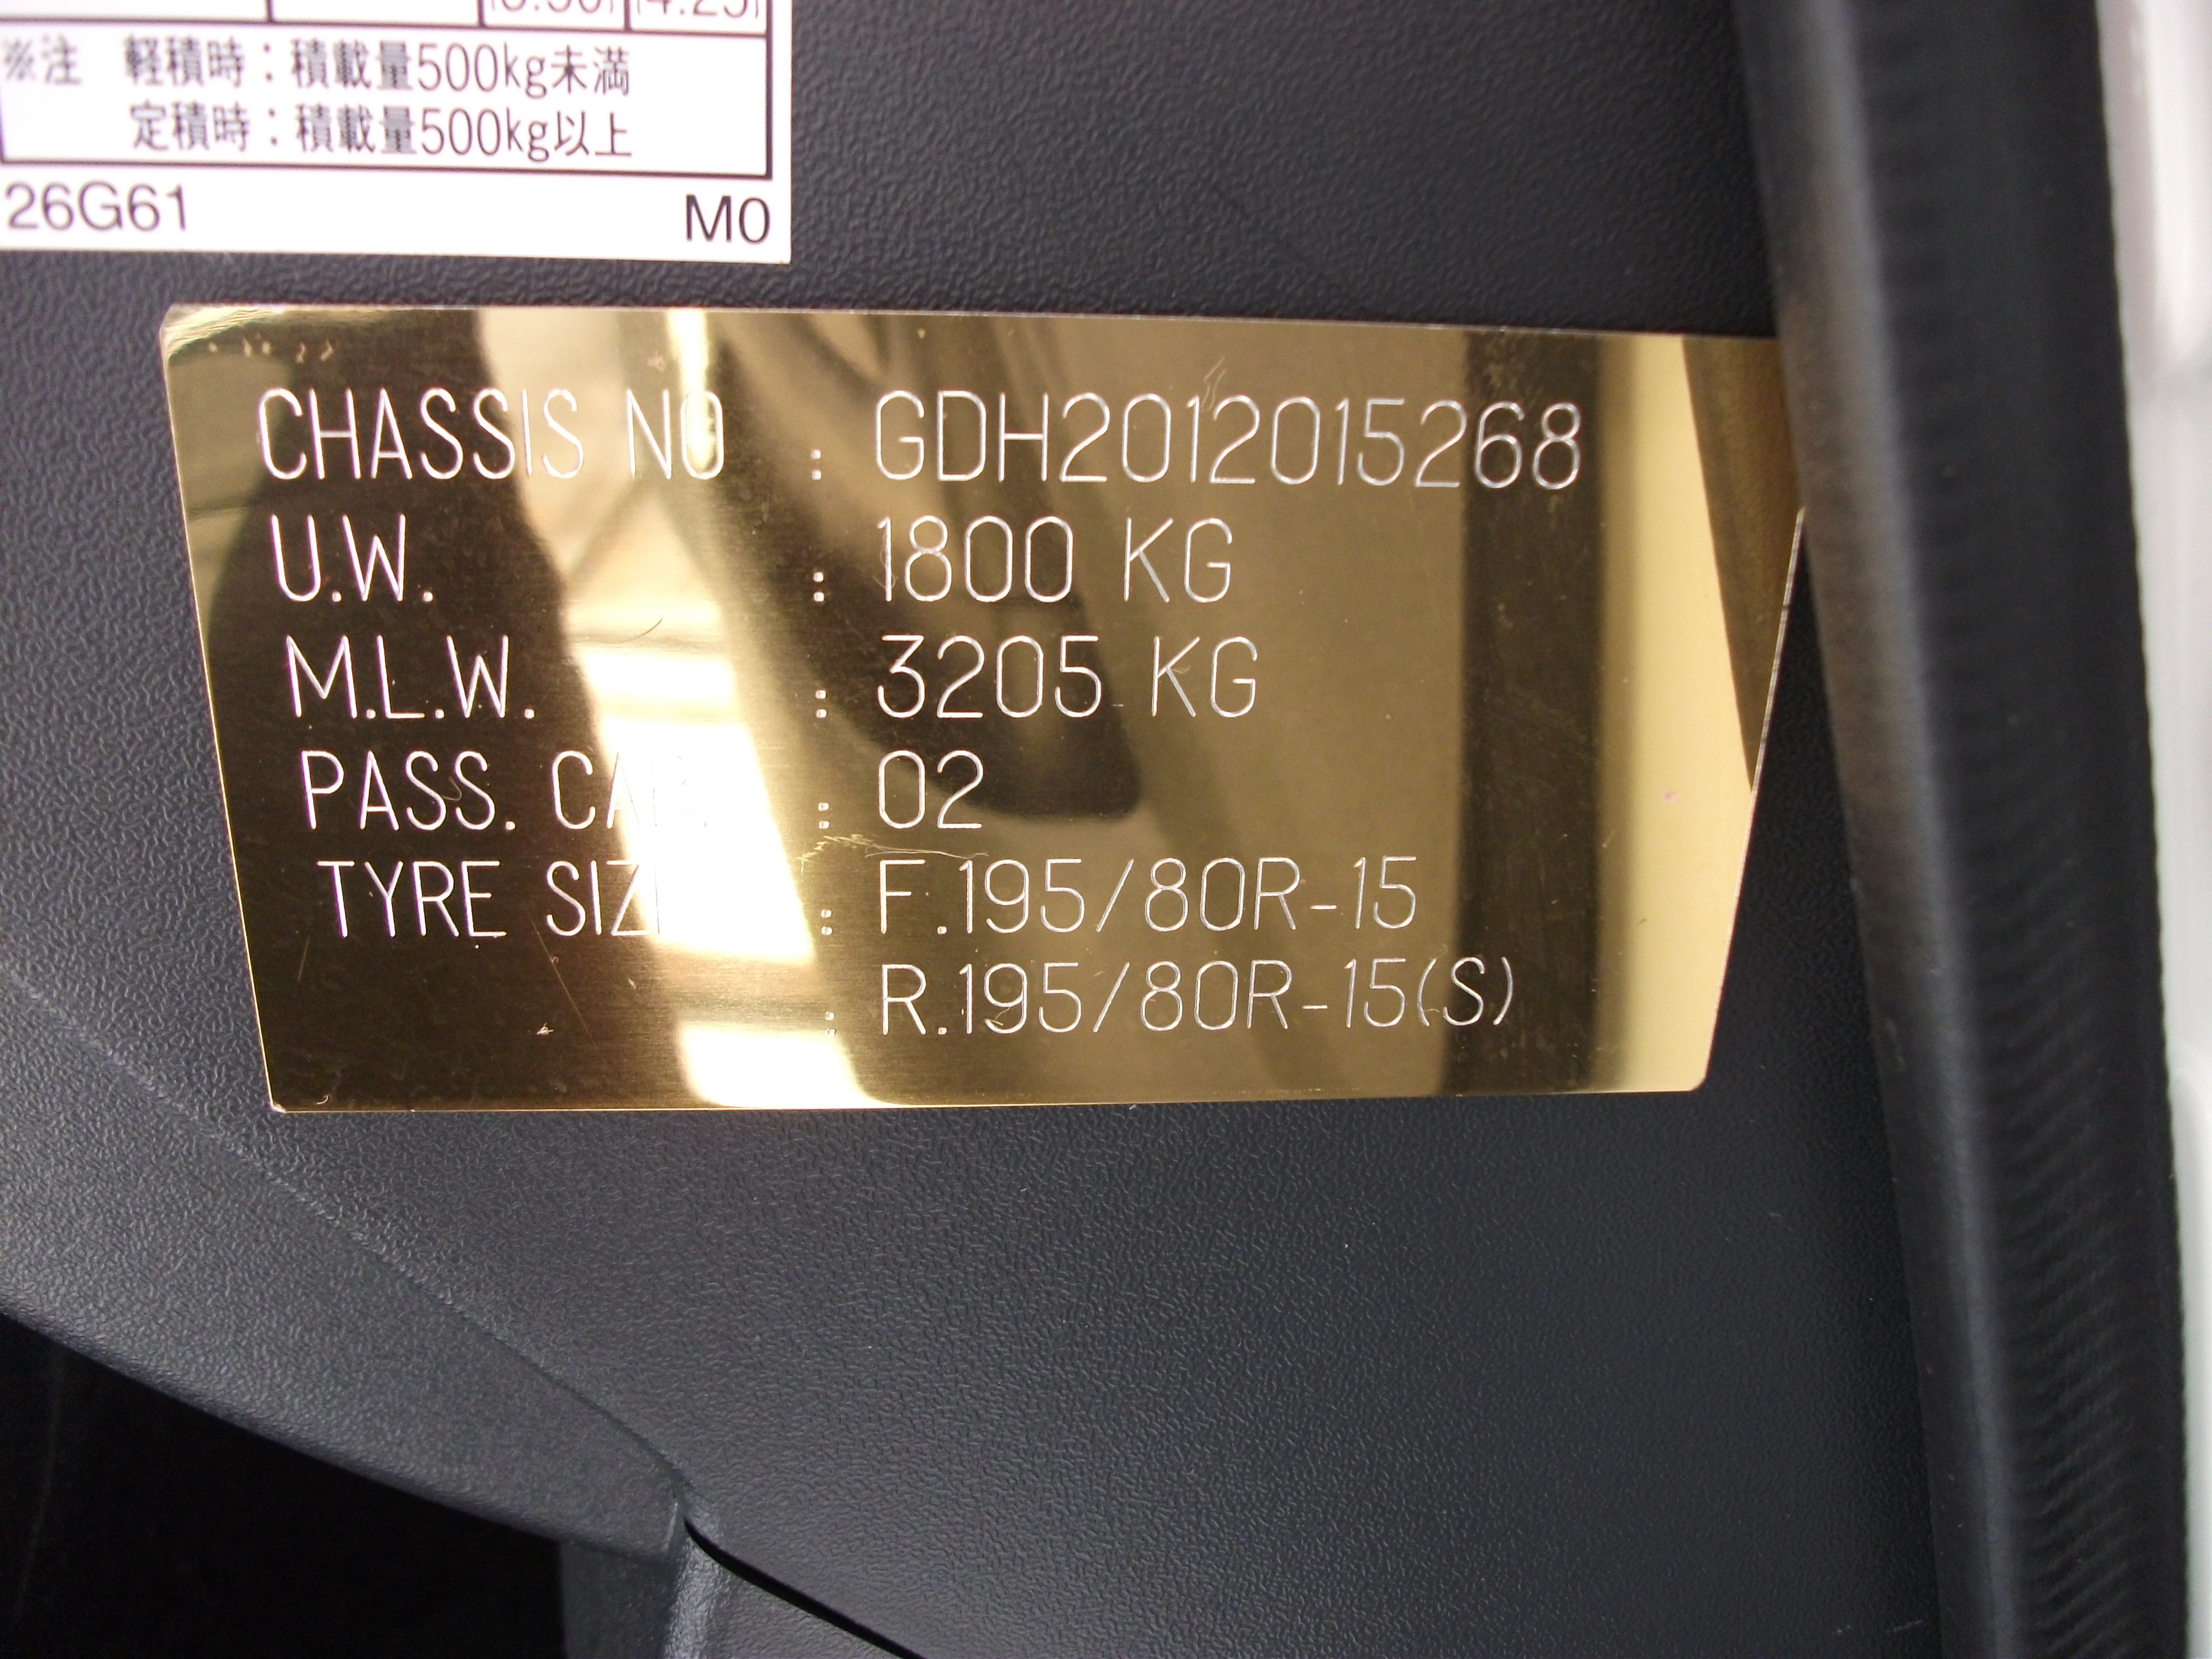 ※注 軽積時：積載量500kg未満
定積時：積載量500kg以上
26G61 M0
CHASSIS NO : GDH2012015268
U.W. : 1800 KG
M.L.W. : 3205 KG
PASS. CAP. : 02
TYRE SIZE : F.195/80R-15
: R.195/80R-15(S)